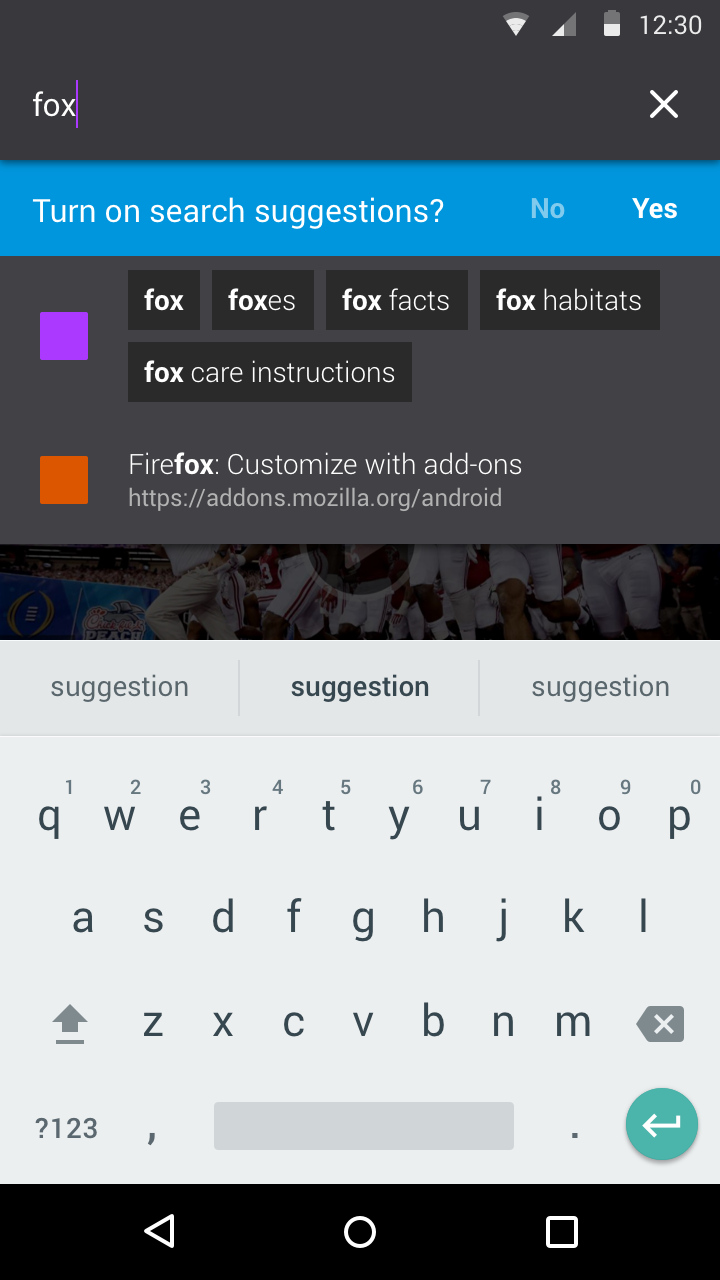 12:30
fox
Turn on search suggestions? No Yes
fox foxes fox facts fox habitats
fox care instructions
Firefox: Customize with add-ons
https://addons.mozilla.org/android
PEACH
suggestion suggestion suggestion
1 2 3 4 5 6 7 8 9 0
q w e r t y u i o p
a s d f g h j k l
z x c v b n m
?123 , .